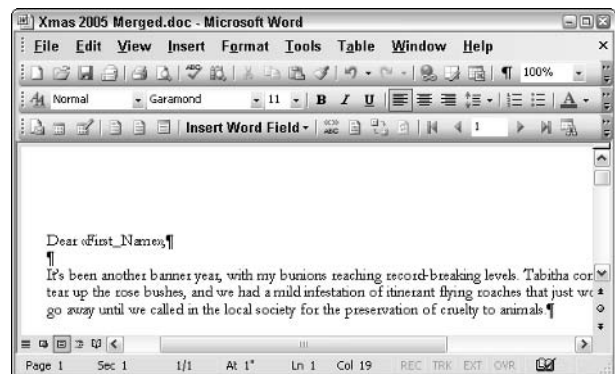 Xmas 2005 Merged.doc - Microsoft Word
File Edit View Insert Format Tools Table Window Help
¶ 100%
Normal Garamond 11 B I U A
Insert Word Field 1
Dear «First_Name»,¶
¶
It's been another banner year, with my bunions reaching record-breaking levels. Tabitha
tear up the rose bushes, and we had a mild infestation of itinerant flying roaches that just
go away until we called in the local society for the preservation of cruelty to animals.¶
Page 1 Sec 1 1/1 At 1" Ln 1 Col 19 REC TRK EXT OVR